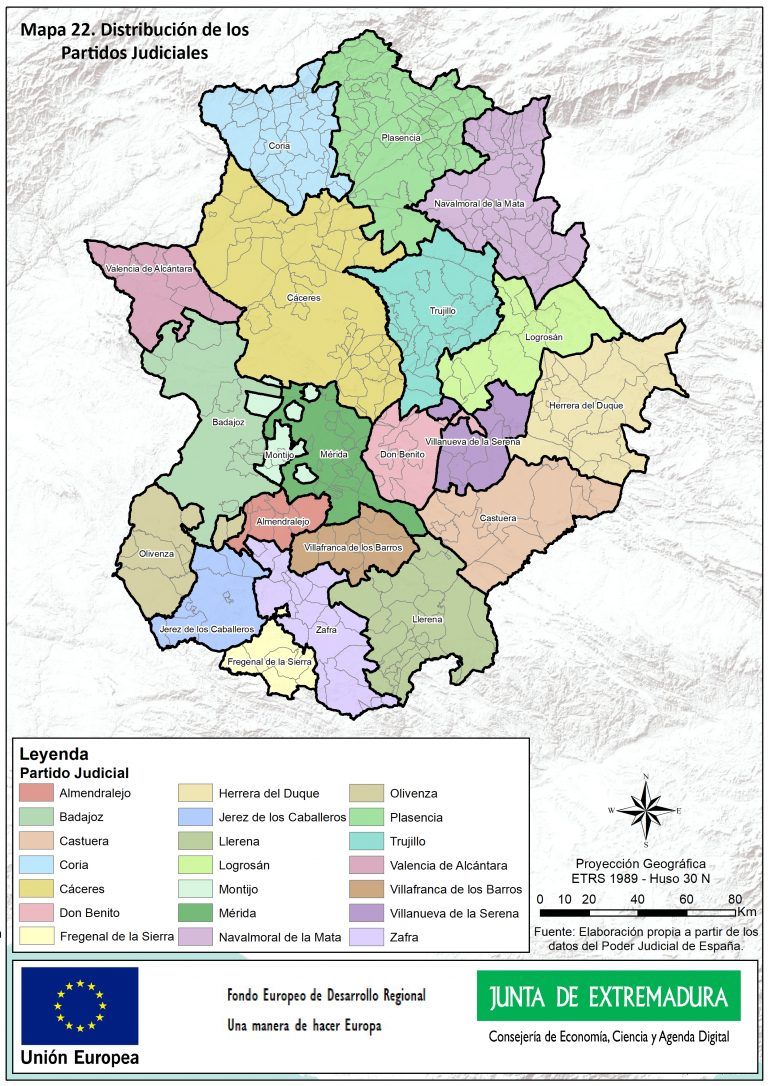 Mapa 22. Distribución de los
Partidos Judiciales
Coria
Plasencia
Navalmoral de la Mata
Valencia de Alcántara
Cáceres
Trujillo
Logrosán
Herrera del Duque
Badajoz
Montijo
Mérida
Don Benito
Villanueva de la Serena
Castuera
Almendralejo
Olivenza
Villafranca de los Barros
Jerez de los Caballeros
Zafra
Llerena
Fregenal de la Sierra
Leyenda
Partido Judicial
Almendralejo
Badajoz
Castuera
Coria
Cáceres
Don Benito
Fregenal de la Sierra
Herrera del Duque
Jerez de los Caballeros
Llerena
Logrosán
Montijo
Mérida
Navalmoral de la Mata
Olivenza
Plasencia
Trujillo
Valencia de Alcántara
Villafranca de los Barros
Villanueva de la Serena
Zafra
N
W E
S
Proyección Geográfica
ETRS 1989 - Huso 30 N
0 10 20 40 60 80
Km
Fuente: Elaboración propia a partir de los
datos del Poder Judicial de España.
Unión Europea
Fondo Europeo de Desarrollo Regional
Una manera de hacer Europa
JUNTA DE EXTREMADURA
Consejería de Economía, Ciencia y Agenda Digital